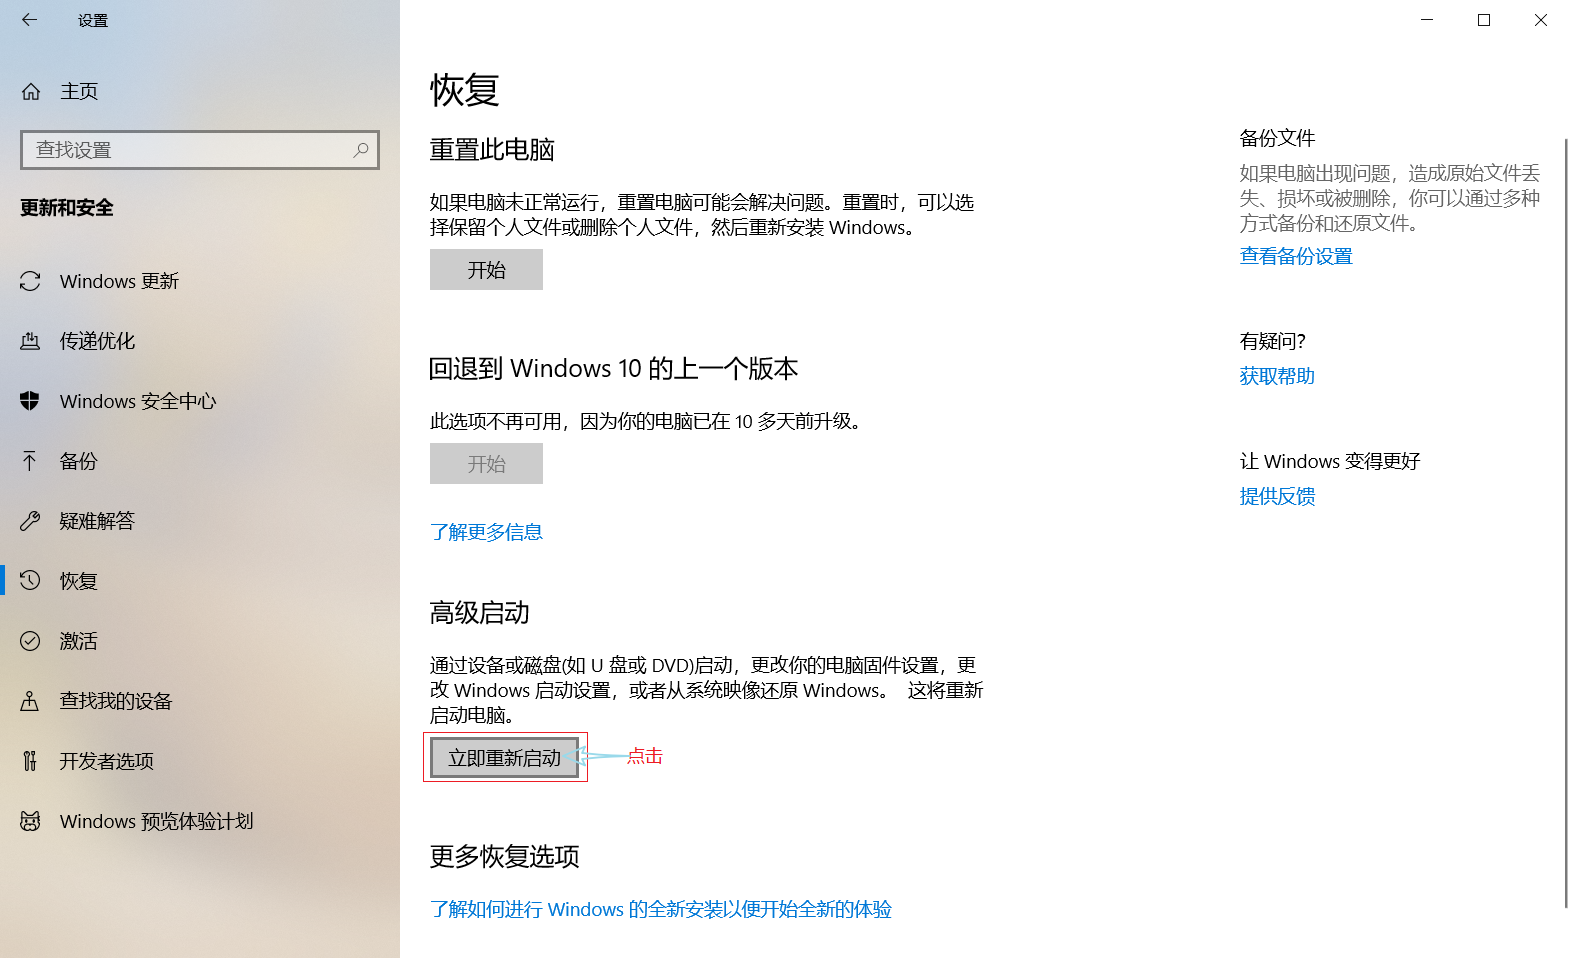 设置
主页
查找设置
更新和安全
Windows 更新
传递优化
Windows 安全中心
备份
疑难解答
恢复
激活
查找我的设备
开发者选项
Windows 预览体验计划
恢复
重置此电脑
如果电脑未正常运行，重置电脑可能会解决问题。重置时，可以选
择保留个人文件或删除个人文件，然后重新安装 Windows。
开始
回退到 Windows 10 的上一个版本
此选项不再可用，因为你的电脑已在 10 多天前升级。
开始
了解更多信息
高级启动
通过设备或磁盘(如 U 盘或 DVD)启动，更改你的电脑固件设置，更
改 Windows 启动设置，或者从系统映像还原 Windows。 这将重新
启动电脑。
立即重新启动
点击
更多恢复选项
了解如何进行 Windows 的全新安装以便开始全新的体验
备份文件
如果电脑出现问题，造成原始文件丢
失、损坏或被删除，你可以通过多种
方式备份和还原文件。
查看备份设置
有疑问?
获取帮助
让 Windows 变得更好
提供反馈